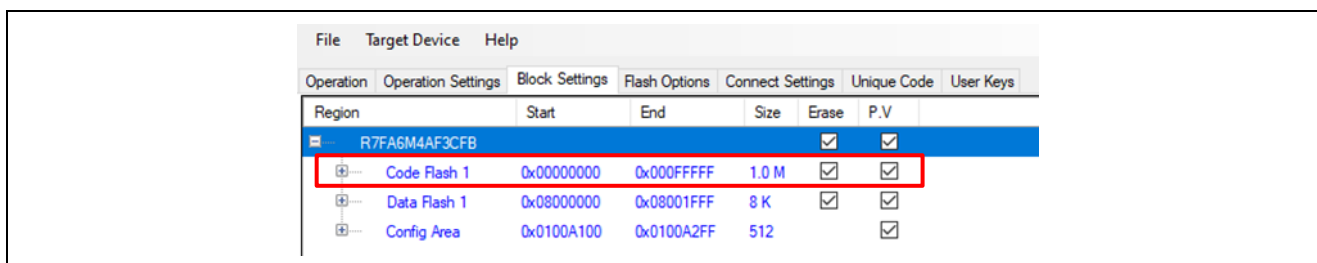 File Target Device Help
Operation Operation Settings Block Settings Flash Options Connect Settings Unique Code User Keys
Region Start End Size Erase P.V
R7FA6M4AF3CFB
Code Flash 1 0x00000000 0x000FFFFF 1.0 M
Data Flash 1 0x08000000 0x08001FFF 8 K
Config Area 0x0100A100 0x0100A2FF 512